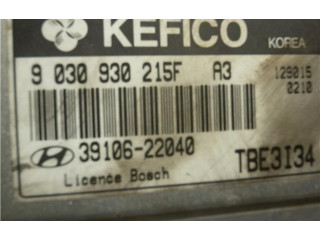 KEFICO
KOREA
9 030 930 215F A3 129015
0210
39106-22040
TBE3I34
Licence Bosch